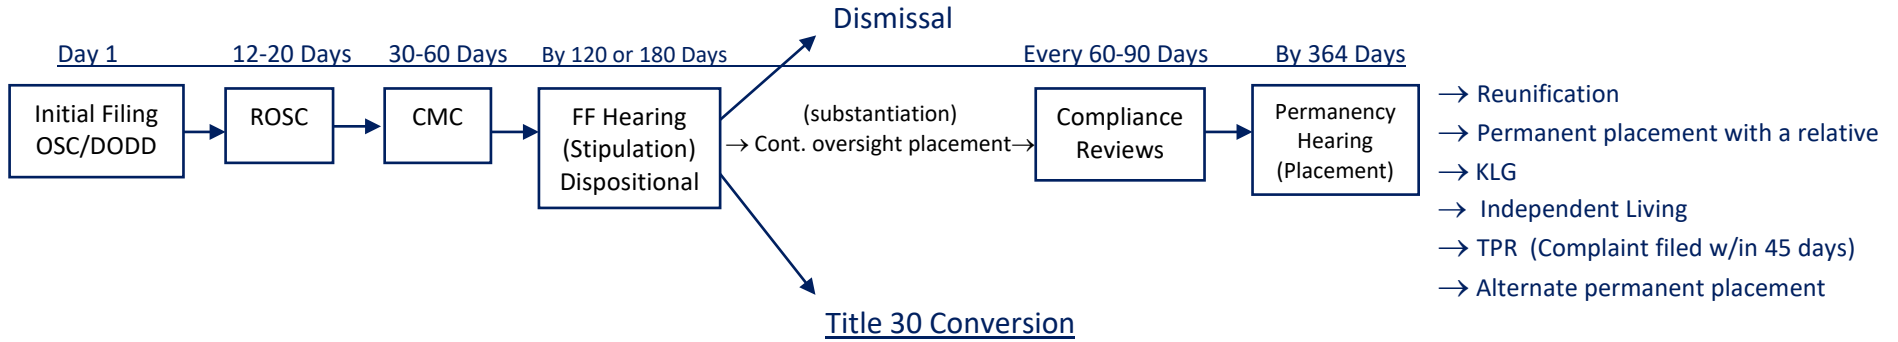 Dismissal
Day 1
12-20 Days
30-60 Days
By 120 or 180 Days
Every 60-90 Days
By 364 Days
Initial Filing
OSC/DODD
ROSC
CMC
FF Hearing
(Stipulation)
Dispositional
(substantiation)
→ Cont. oversight placement→
Compliance
Reviews
Permanency
Hearing
(Placement)
→ Reunification
→ Permanent placement with a relative
→ KLG
→ Independent Living
→ TPR (Complaint filed w/in 45 days)
→ Alternate permanent placement
Title 30 Conversion